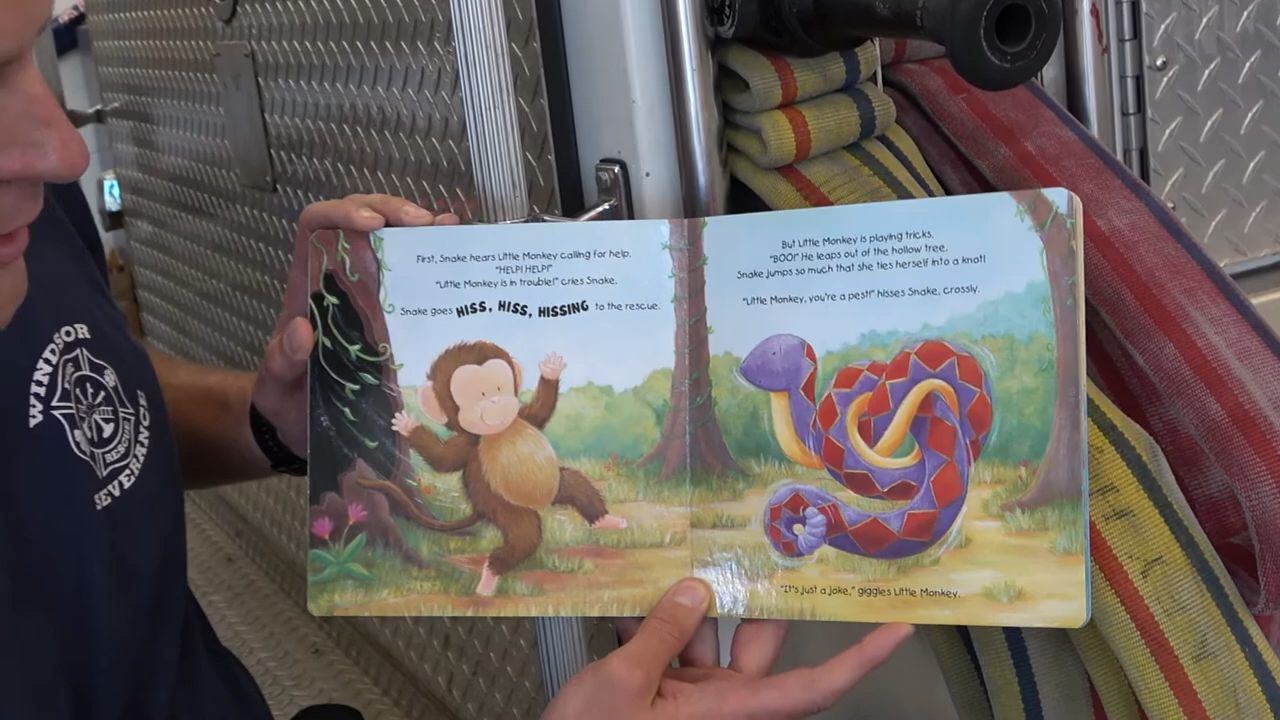 First, Snake hears Little Monkey calling for help.
"HELP! HELP!"
"Little Monkey is in trouble!" cries Snake.
Snake goes HISS, HISS, HISSING to the rescue.
But Little Monkey is playing tricks.
"BOO!" He leaps out of the hollow tree.
Snake jumps so much that she ties herself into a knot!
"Little Monkey, you're a pest!" hisses Snake, crossly.
"It's just a joke," giggles Little Monkey.
WINDSOR
FIRE
RESCUE
SEVERANCE